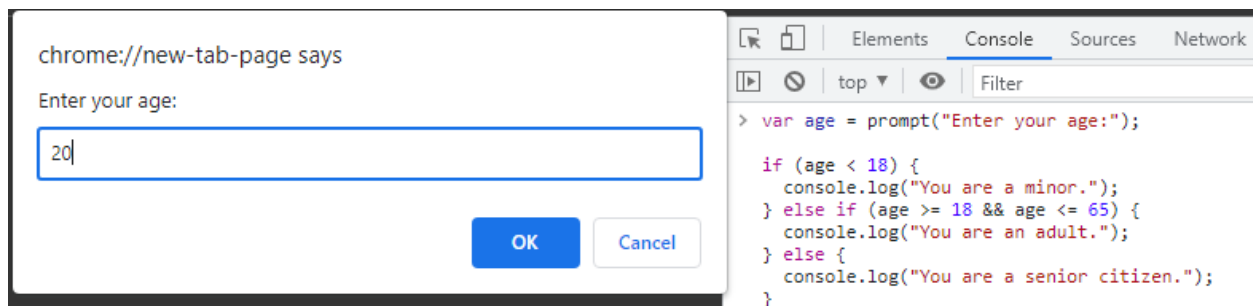 chrome://new-tab-page says
Enter your age:
20
OK Cancel
Elements Console Sources Network
top ▼ Filter
> var age = prompt("Enter your age:");
if (age < 18) {
  console.log("You are a minor.");
} else if (age >= 18 && age <= 65) {
  console.log("You are an adult.");
} else {
  console.log("You are a senior citizen.");
}